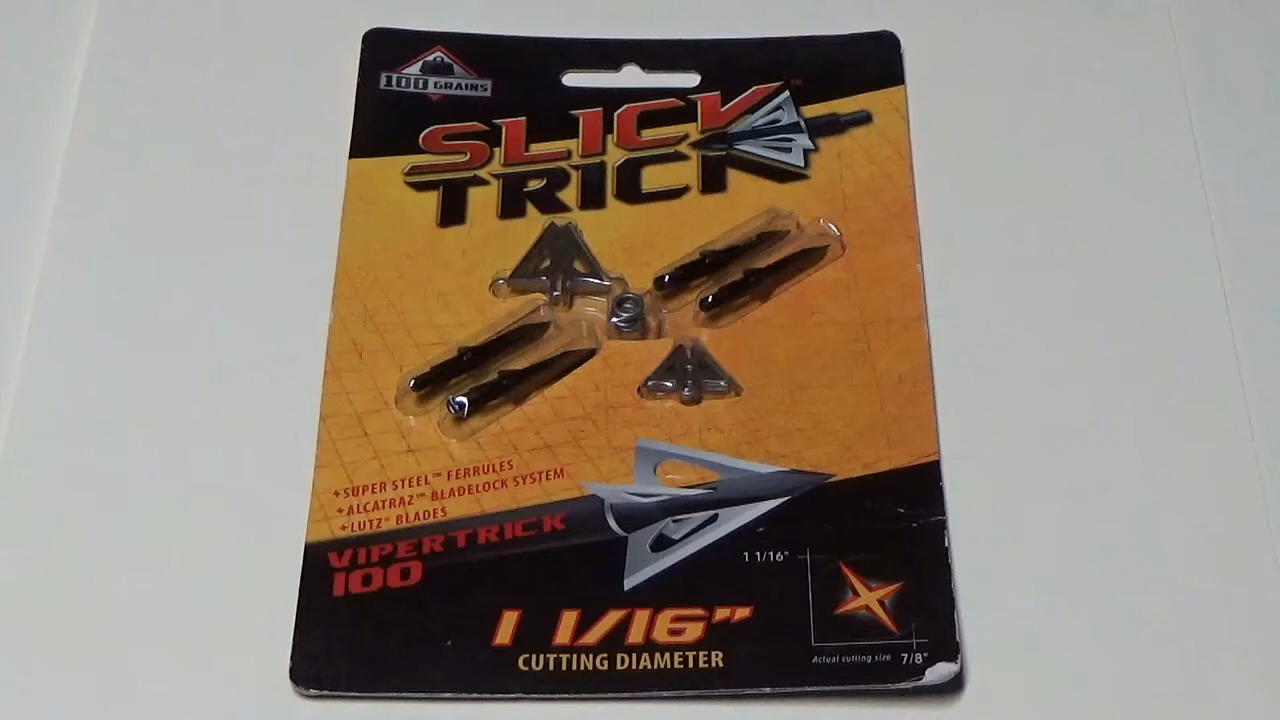 100 GRAINS
SLICK
TRICK
™
+SUPER STEEL™ FERRULES
+ALCATRAZ™ BLADELOCK SYSTEM
+LUTZ® BLADES
VIPERTRICK
100
1 1/16"
1 1/16"
CUTTING DIAMETER
Actual cutting size 7/8"